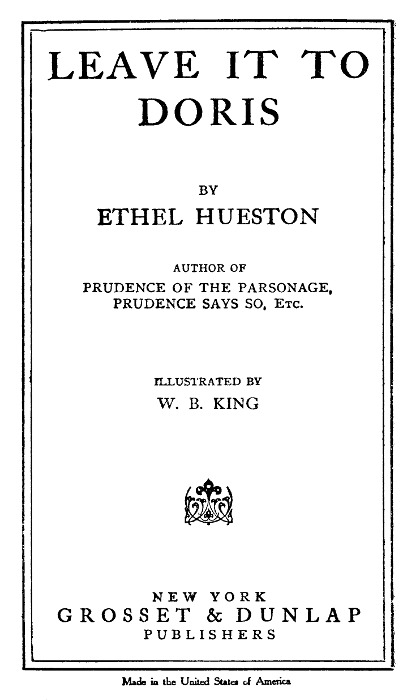 LEAVE IT TO
DORIS
BY
ETHEL HUESTON
AUTHOR OF
PRUDENCE OF THE PARSONAGE,
PRUDENCE SAYS SO, Etc.
ILLUSTRATED BY
W. B. KING
NEW YORK
GROSSET & DUNLAP
PUBLISHERS
Made in the United States of America